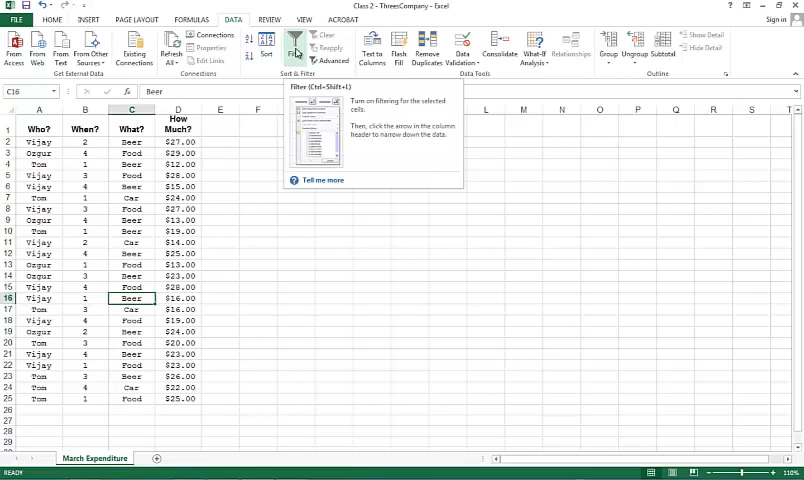 Class 2 - ThreesCompany - Excel
FILE HOME INSERT PAGE LAYOUT FORMULAS DATA REVIEW VIEW ACROBAT Sign in
From Access
From Web
From Text
From Other Sources
Existing Connections
Get External Data
Refresh All
Connections
Properties
Edit Links
Connections
Sort
Filter
Clear
Reapply
Advanced
Sort & Filter
Text to Columns
Flash Fill
Remove Duplicates
Data Validation
Consolidate
What-If Analysis
Relationships
Data Tools
Group
Ungroup
Subtotal
Show Detail
Hide Detail
Outline
C16 fx Beer
Filter (Ctrl+Shift+L)
Turn on filtering for the selected
cells.
Then, click the arrow in the column
header to narrow down the data.
Tell me more
A B C D E F L M N O P Q R S T
1 Who? When? What? How Much?
2 Vijay 2 Beer $27.00
3 Ozgur 4 Food $29.00
4 Tom 1 Beer $12.00
5 Vijay 3 Food $28.00
6 Vijay 4 Beer $15.00
7 Tom 1 Car $24.00
8 Vijay 3 Food $27.00
9 Ozgur 4 Beer $13.00
10 Tom 1 Beer $19.00
11 Vijay 2 Car $14.00
12 Vijay 4 Beer $25.00
13 Ozgur 1 Food $13.00
14 Ozgur 3 Beer $23.00
15 Vijay 4 Food $28.00
16 Vijay 1 Beer $16.00
17 Tom 3 Car $16.00
18 Vijay 4 Food $19.00
19 Ozgur 2 Beer $24.00
20 Tom 3 Food $20.00
21 Vijay 4 Beer $23.00
22 Vijay 1 Food $23.00
23 Tom 3 Beer $26.00
24 Tom 4 Car $22.00
25 Tom 1 Food $25.00
26
27
28
29
March Expenditure
READY 110%